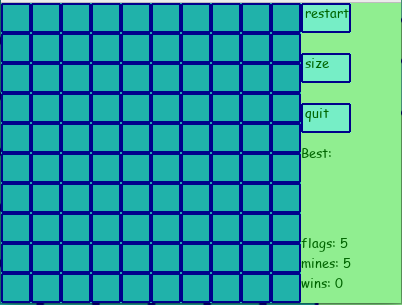 restart
size
quit
Best:
flags: 5
mines: 5
wins: 0